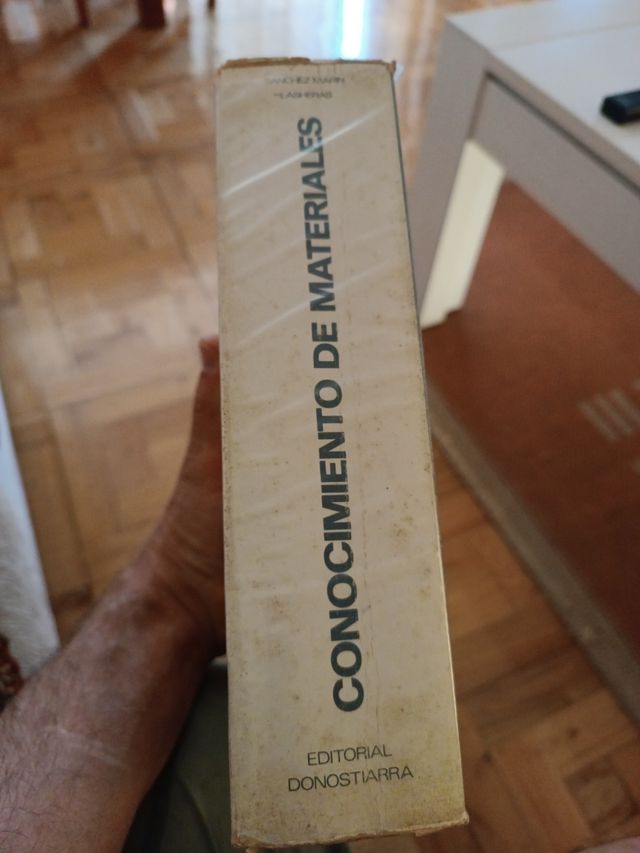 SANCHEZ-MARIN
LASHERAS
CONOCIMIENTO DE MATERIALES
EDITORIAL
DONOSTIARRA